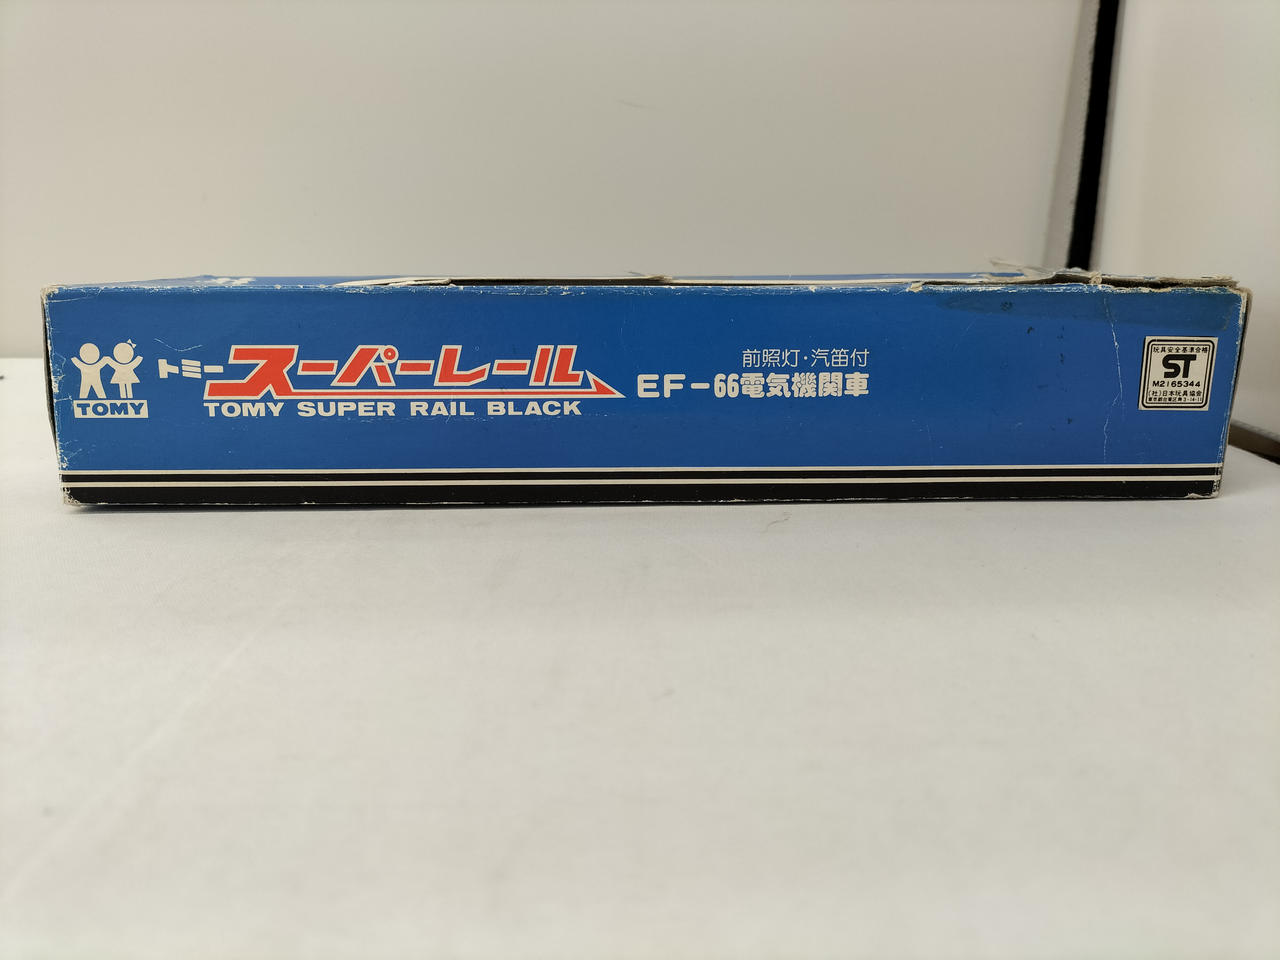 TOMY
トミー スーパーレール
TOMY SUPER RAIL BLACK
前照灯・汽笛付
EF-66電気機関車
玩具安全基準合格
ST
M2165344
(社)日本玩具協会